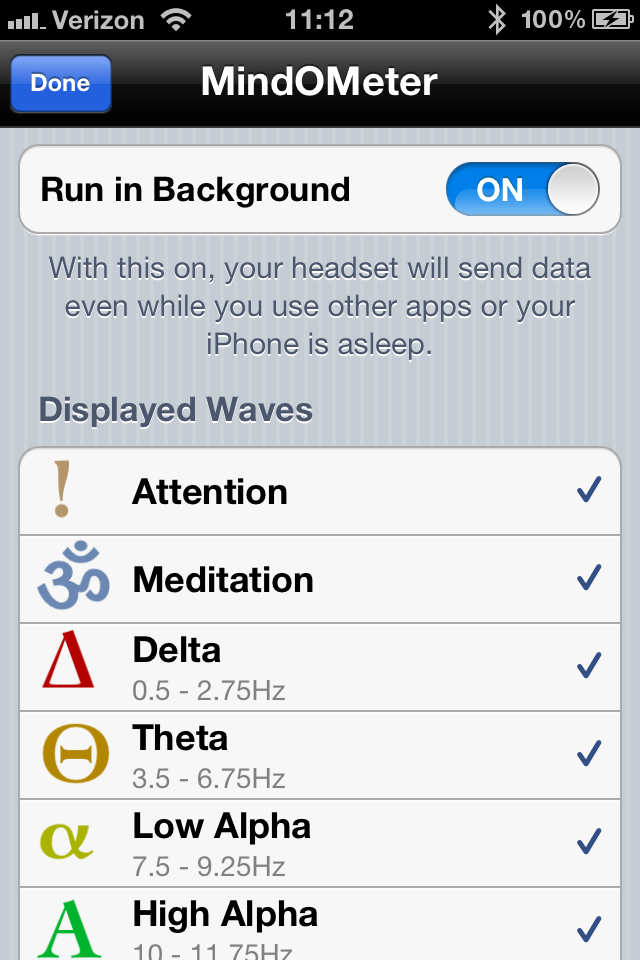 Verizon 11:12 100%
Done MindOMeter
Run in Background ON
With this on, your headset will send data
even while you use other apps or your
iPhone is asleep.
Displayed Waves
! Attention
ॐ Meditation
Δ Delta
0.5 - 2.75Hz
Θ Theta
3.5 - 6.75Hz
α Low Alpha
7.5 - 9.25Hz
A High Alpha
10 - 11.75Hz